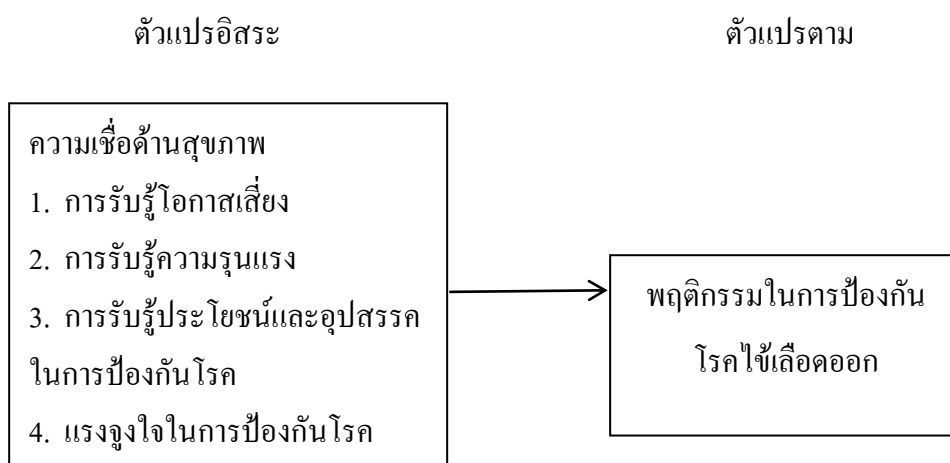 ตัวแปรอิสระ
ตัวแปรตาม
ความเชื่อด้านสุขภาพ
1. การรับรู้โอกาสเสี่ยง
2. การรับรู้ความรุนแรง
3. การรับรู้ประโยชน์และอุปสรรค
ในการป้องกันโรค
4. แรงจูงใจในการป้องกันโรค
พฤติกรรมในการป้องกัน
โรคไข้เลือดออก